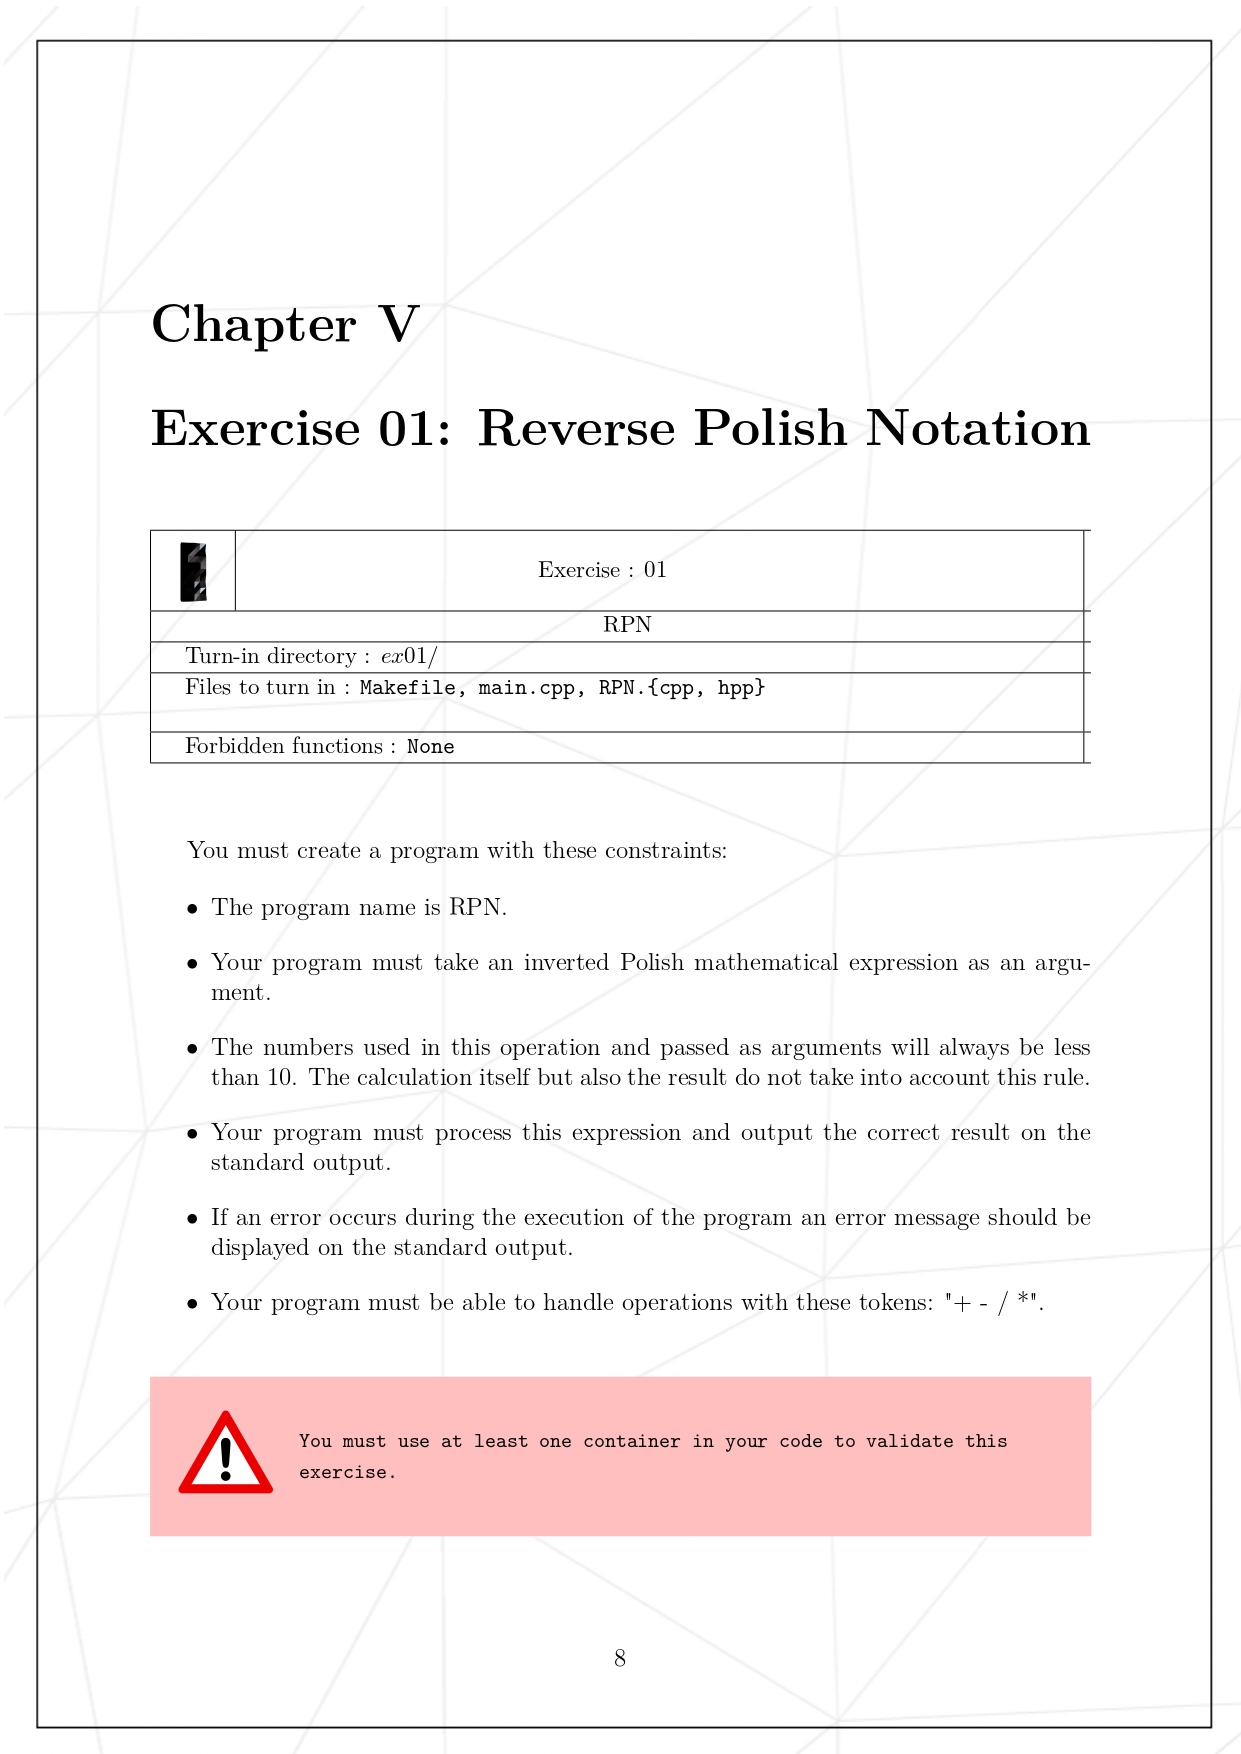 Chapter V
Exercise 01: Reverse Polish Notation
Exercise : 01
RPN
Turn-in directory : ex01/
Files to turn in : Makefile, main.cpp, RPN.{cpp, hpp}
Forbidden functions : None
You must create a program with these constraints:
• The program name is RPN.
• Your program must take an inverted Polish mathematical expression as an argu-
ment.
• The numbers used in this operation and passed as arguments will always be less
than 10. The calculation itself but also the result do not take into account this rule.
• Your program must process this expression and output the correct result on the
standard output.
• If an error occurs during the execution of the program an error message should be
displayed on the standard output.
• Your program must be able to handle operations with these tokens: "+ - / *".
You must use at least one container in your code to validate this
exercise.
8